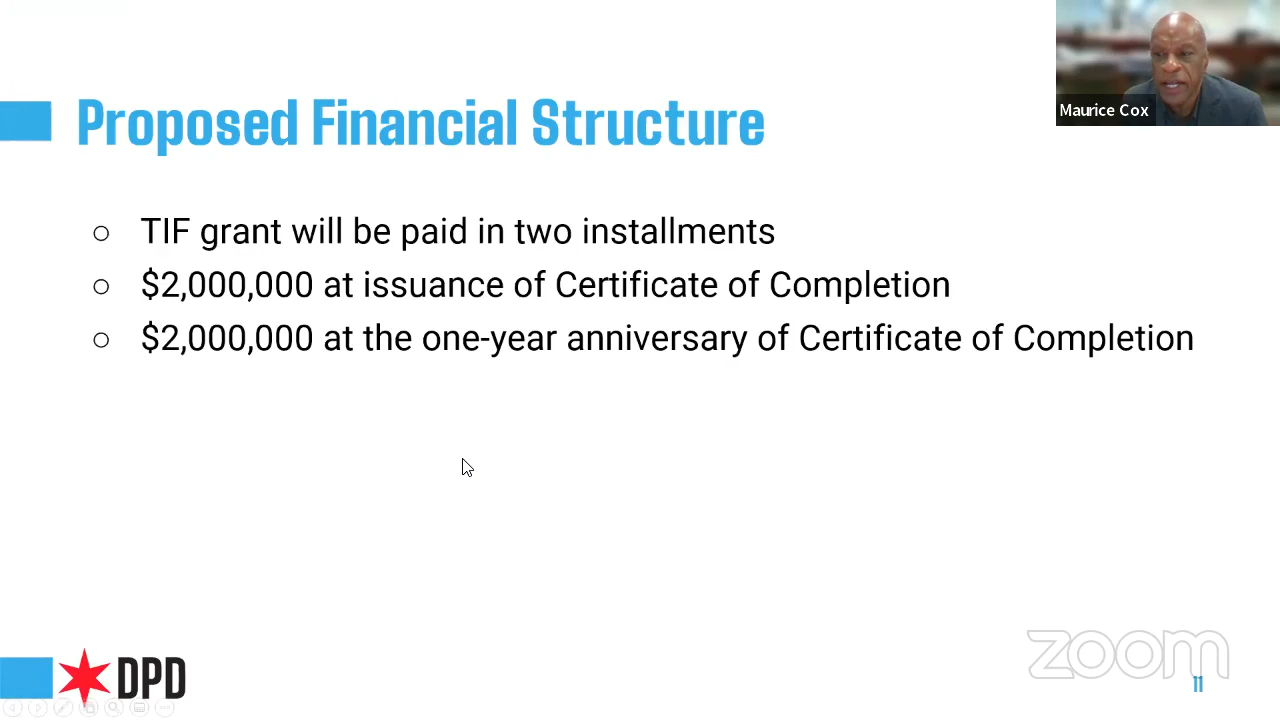 Maurice Cox
Proposed Financial Structure
TIF grant will be paid in two installments
$2,000,000 at issuance of Certificate of Completion
$2,000,000 at the one-year anniversary of Certificate of Completion
DPD
zoom
11